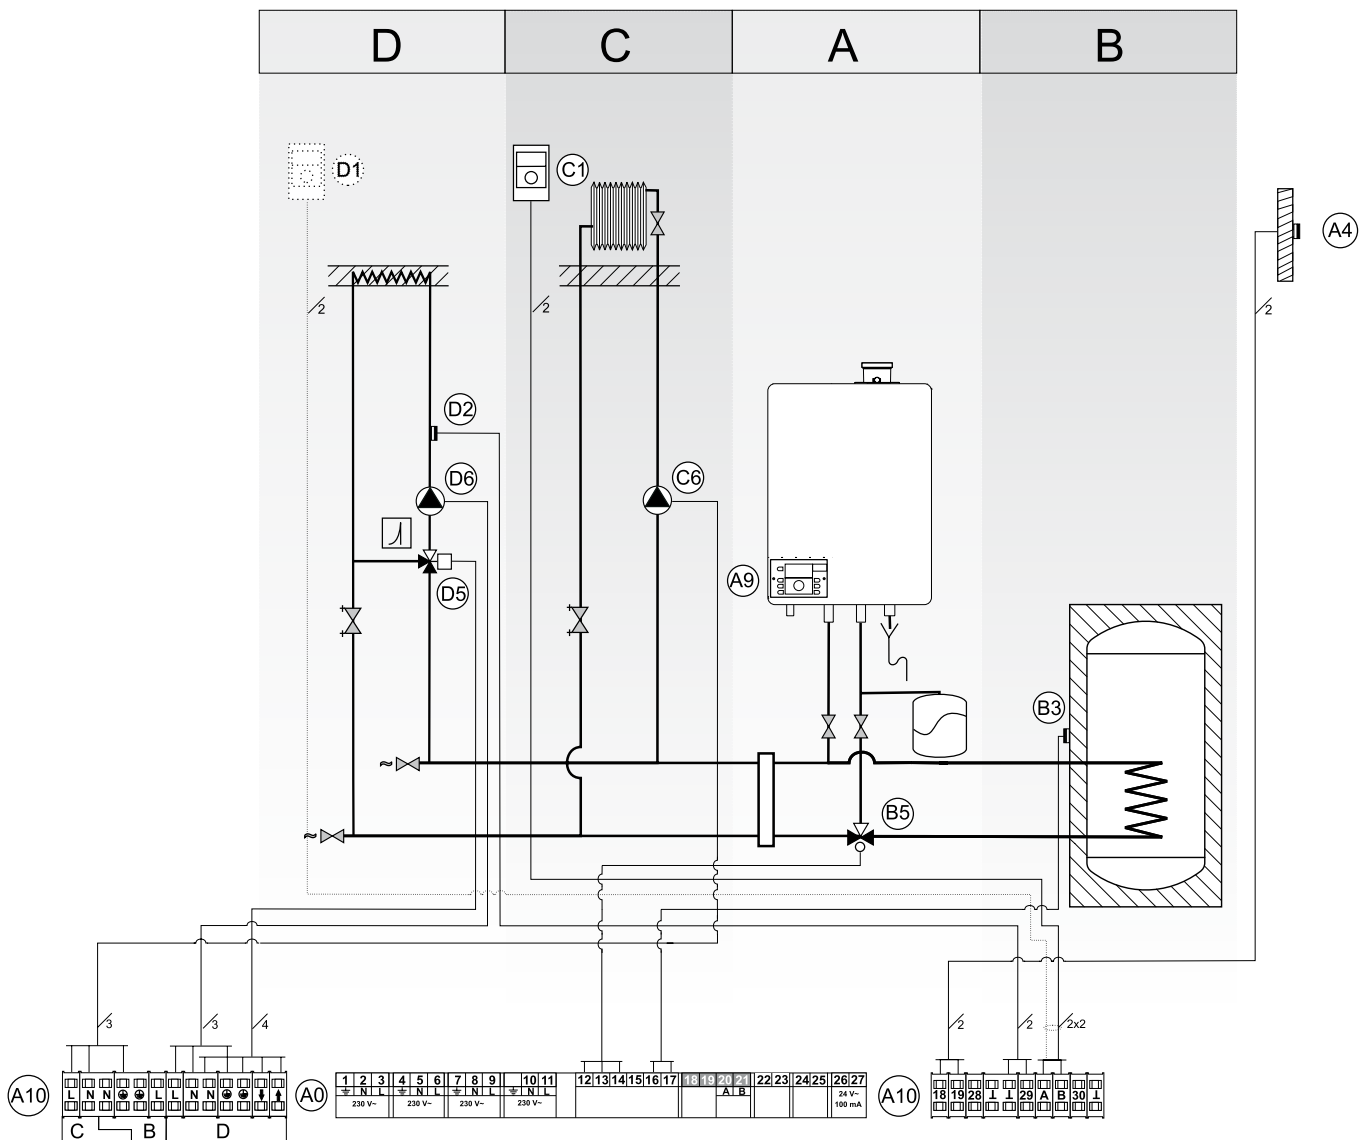 D C A B
D1
C1
A4
2
2
2
D2
D6
C6
D5
A9
B3
B5
≈
≈
3
3
4
2
2
2x2
A10
L N N ⏚ ⏚ L L N N ⏚ ⏚ ↓ ↑
C B D
A0
1 2 3 4 5 6 7 8 9 10 11 12 13 14 15 16 17 18 19 20 21 22 23 24 25 26 27
⏚ N L ⏚ N L ⏚ N L ⏚ N L A B 24 V~
230 V~ 230 V~ 230 V~ 230 V~ 100 mA
A10
18 19 28 ⊥ ⊥ 29 A B 30 ⊥